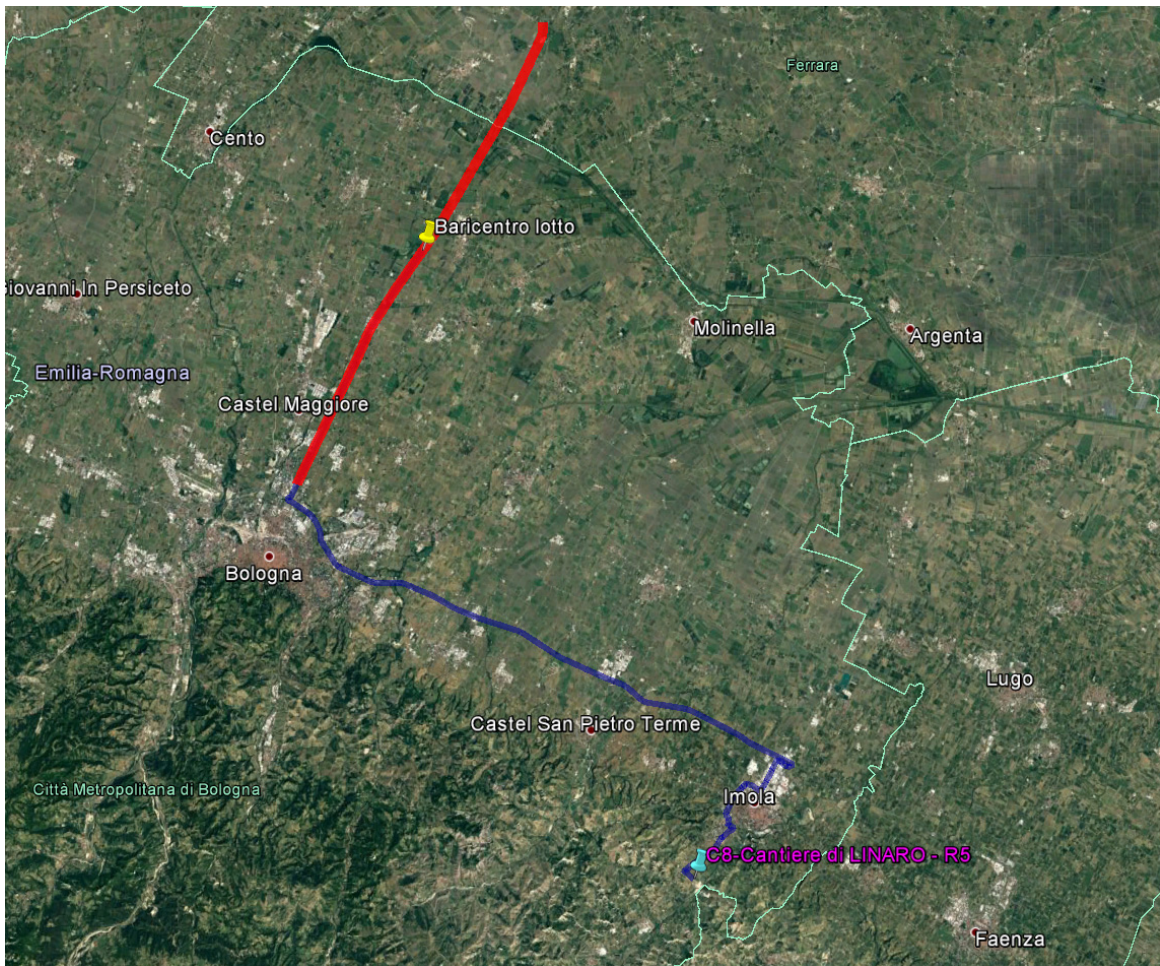 Ferrara
Cento
Baricentro lotto
Giovanni In Persiceto
Molinella
Argenta
Emilia-Romagna
Castel Maggiore
Bologna
Lugo
Castel San Pietro Terme
Città Metropolitana di Bologna
Imola
C8-Cantiere di LINARO - R5
Faenza